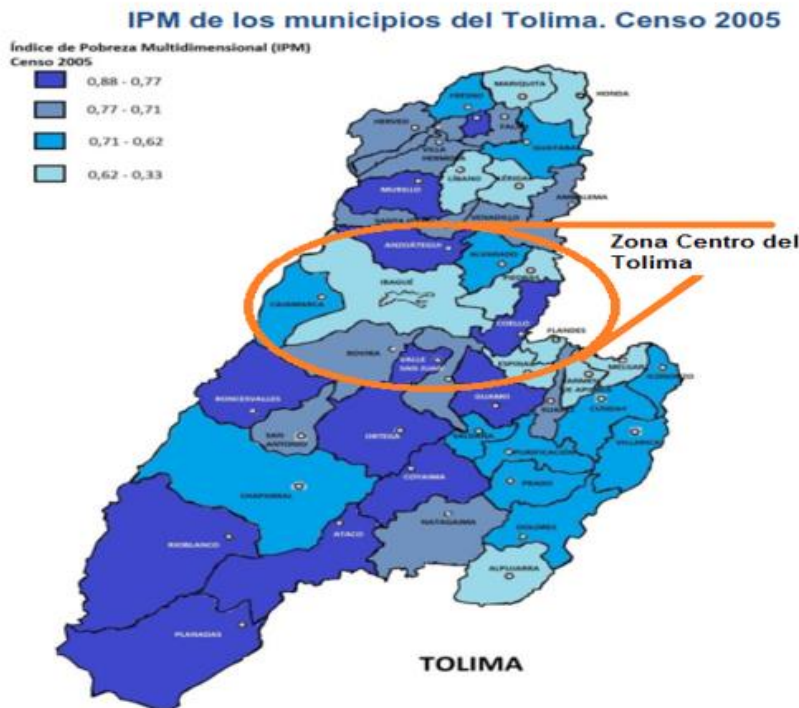 IPM de los municipios del Tolima. Censo 2005
Índice de Pobreza Multidimensional (IPM)
Censo 2005
0,88 - 0,77
0,77 - 0,71
0,71 - 0,62
0,62 - 0,33
MARIQUITA
HONDA
FRESNO
HERVEO
VILLA
LÍBANO
LÉRIDA
MURILLO
VENADILLO
ANZOÁTEGUI
ALVARADO
Zona Centro del
Tolima
PIEDRAS
IBAGUÉ
CAJAMARCA
COELLO
FLANDES
ROVIRA
VALLE
SAN JUAN
ESPINAL
MELGAR
CARMEN
DE APICALÁ
RONCESVALLES
GUAMO
SUÁREZ
CUNDAY
SAN
ANTONIO
ORTEGA
SALDAÑA
VILLARRICA
PURIFICACIÓN
COYAIMA
CHAPARRAL
PRADO
NATAGAIMA
DOLORES
ATACO
RIOBLANCO
ALPUJARRA
PLANADAS
TOLIMA